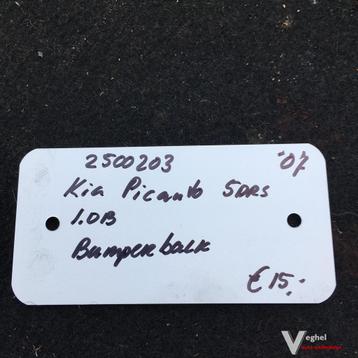 2500203 '07
Kia Picanto 5DRS
1.0B
Bumperbalk
€15,-
Veghel